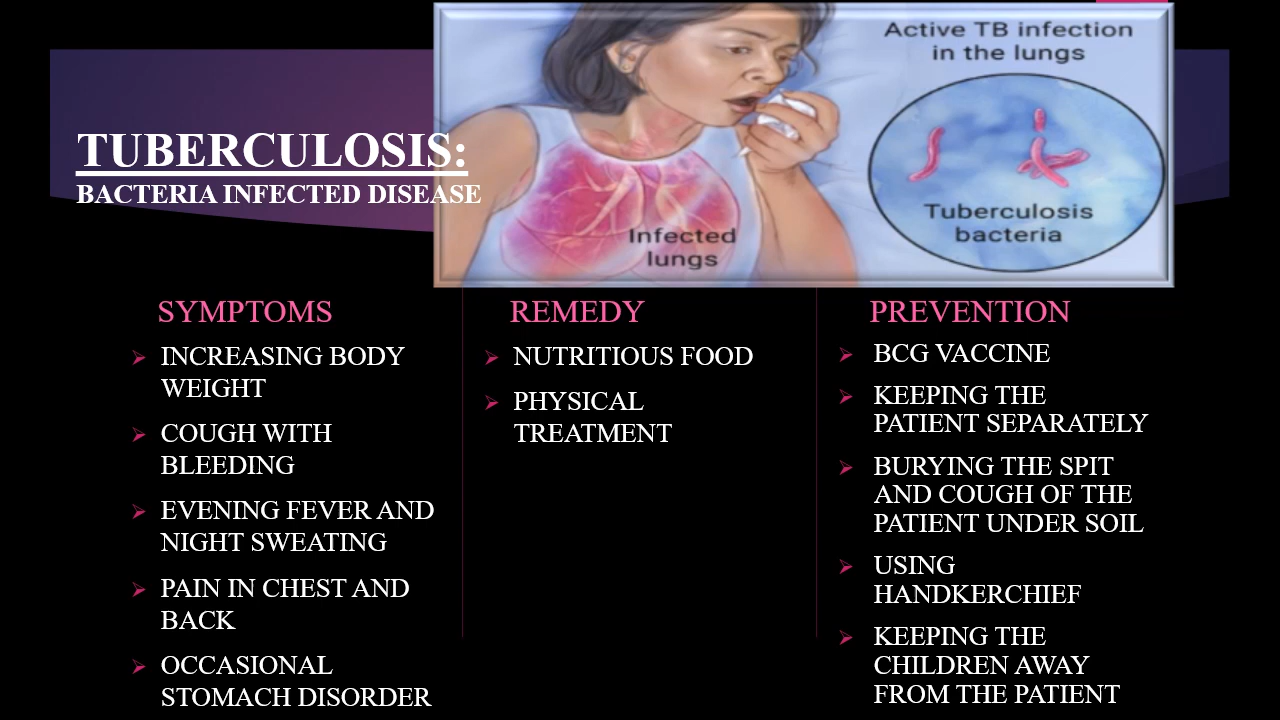 Active TB infection
in the lungs
TUBERCULOSIS:
BACTERIA INFECTED DISEASE
Infected
lungs
Tuberculosis
bacteria
SYMPTOMS
INCREASING BODY
WEIGHT
COUGH WITH
BLEEDING
EVENING FEVER AND
NIGHT SWEATING
PAIN IN CHEST AND
BACK
OCCASIONAL
STOMACH DISORDER
REMEDY
NUTRITIOUS FOOD
PHYSICAL
TREATMENT
PREVENTION
BCG VACCINE
KEEPING THE
PATIENT SEPARATELY
BURYING THE SPIT
AND COUGH OF THE
PATIENT UNDER SOIL
USING
HANDKERCHIEF
KEEPING THE
CHILDREN AWAY
FROM THE PATIENT